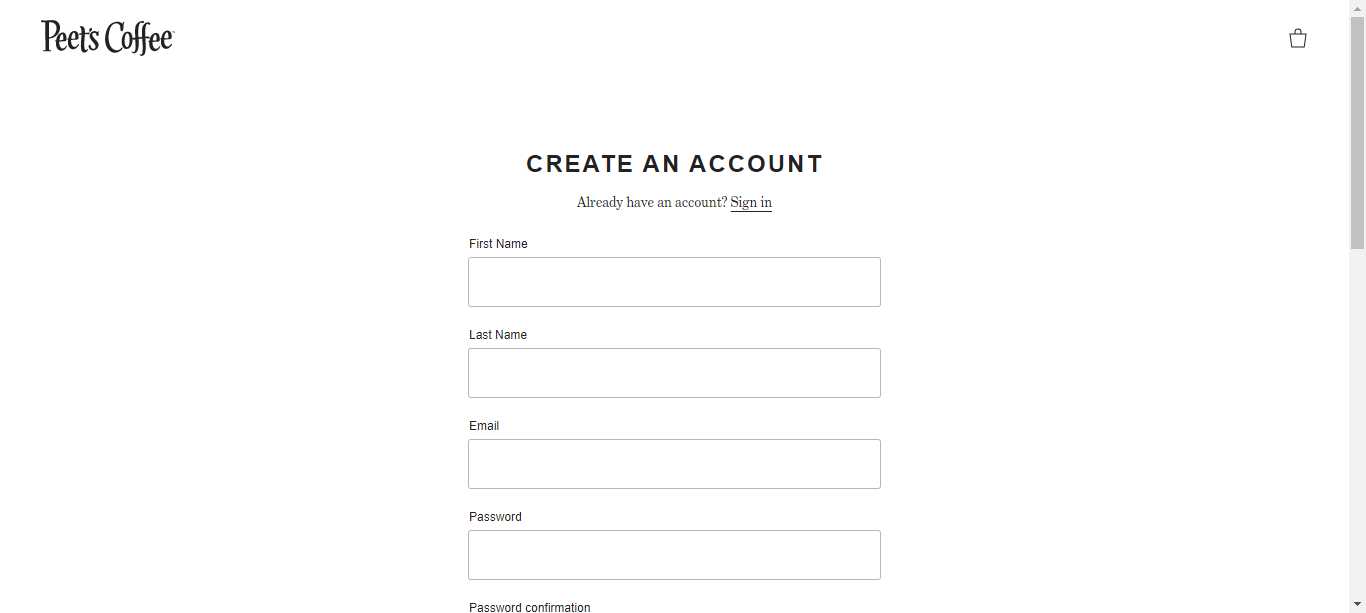 Peet's Coffee
CREATE AN ACCOUNT
Already have an account? Sign in
First Name
Last Name
Email
Password
Password confirmation